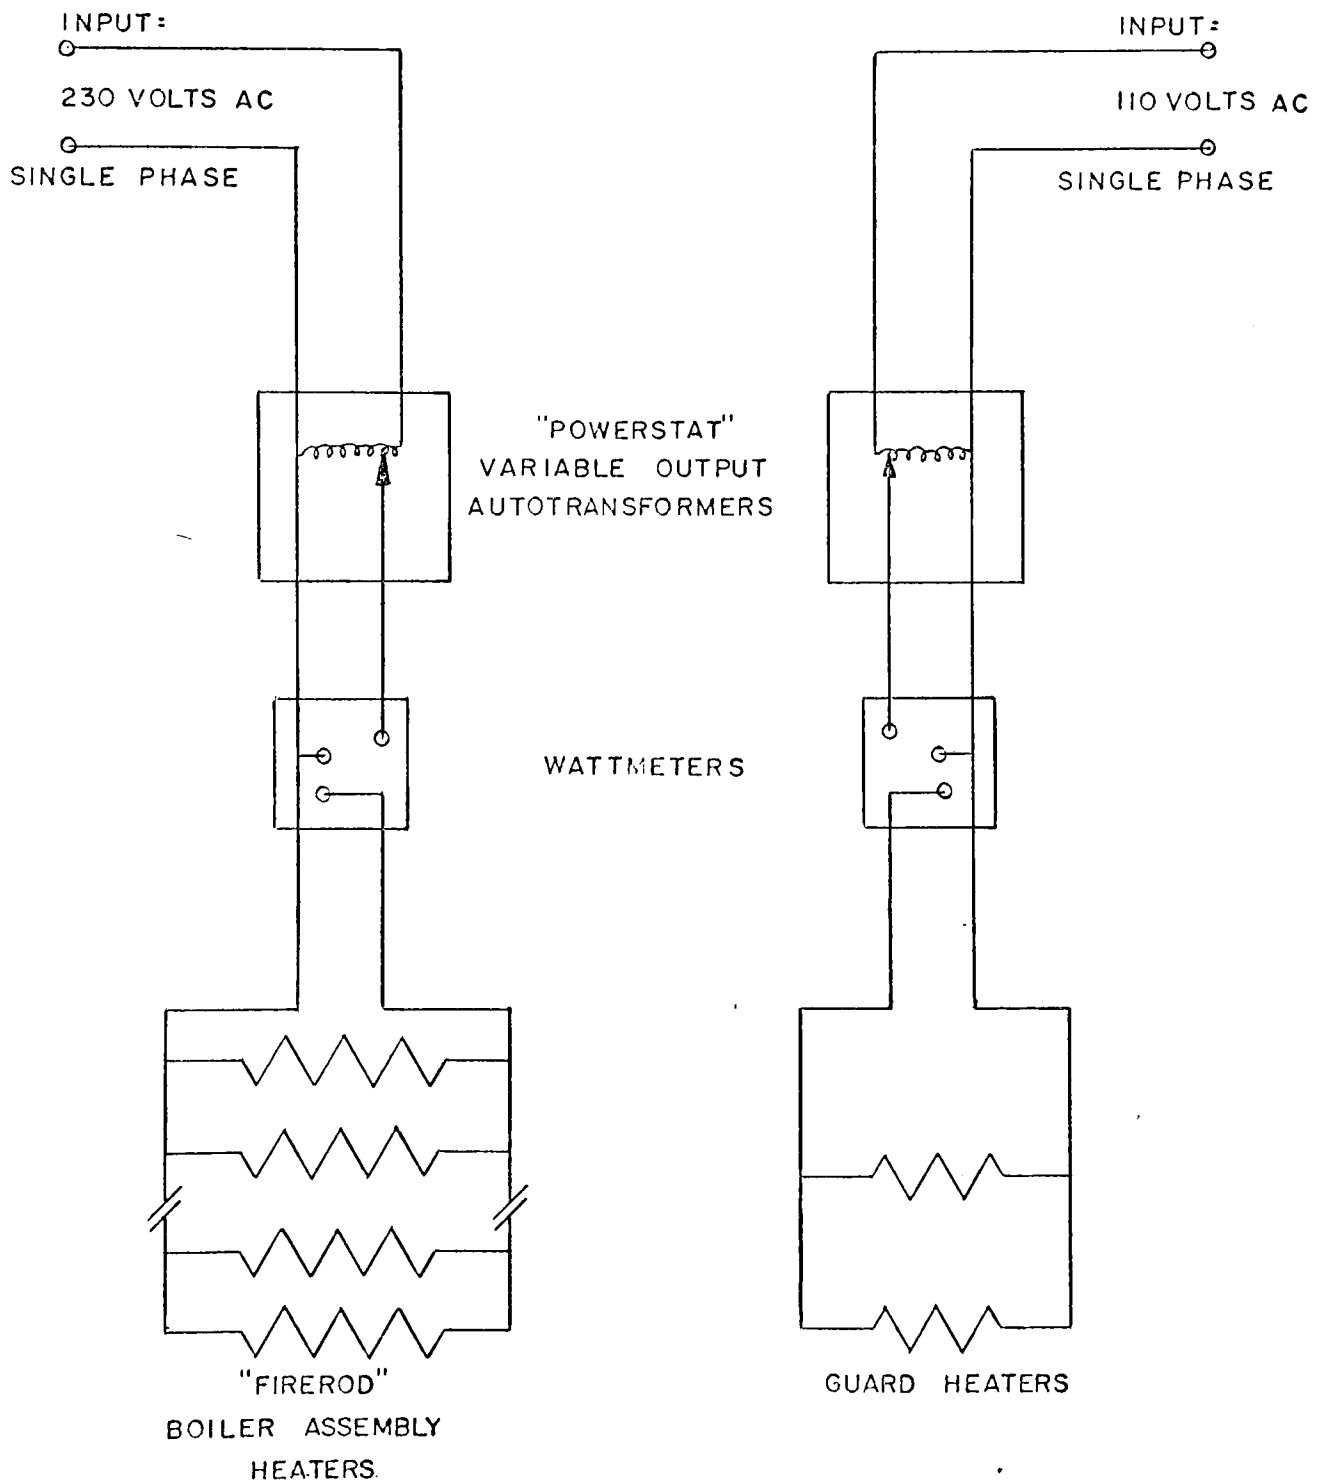 INPUT:
230 VOLTS AC
SINGLE PHASE
INPUT:
110 VOLTS AC
SINGLE PHASE
"POWERSTAT"
VARIABLE OUTPUT
AUTOTRANSFORMERS
WATTMETERS
"FIREROD"
BOILER ASSEMBLY
HEATERS.
GUARD HEATERS